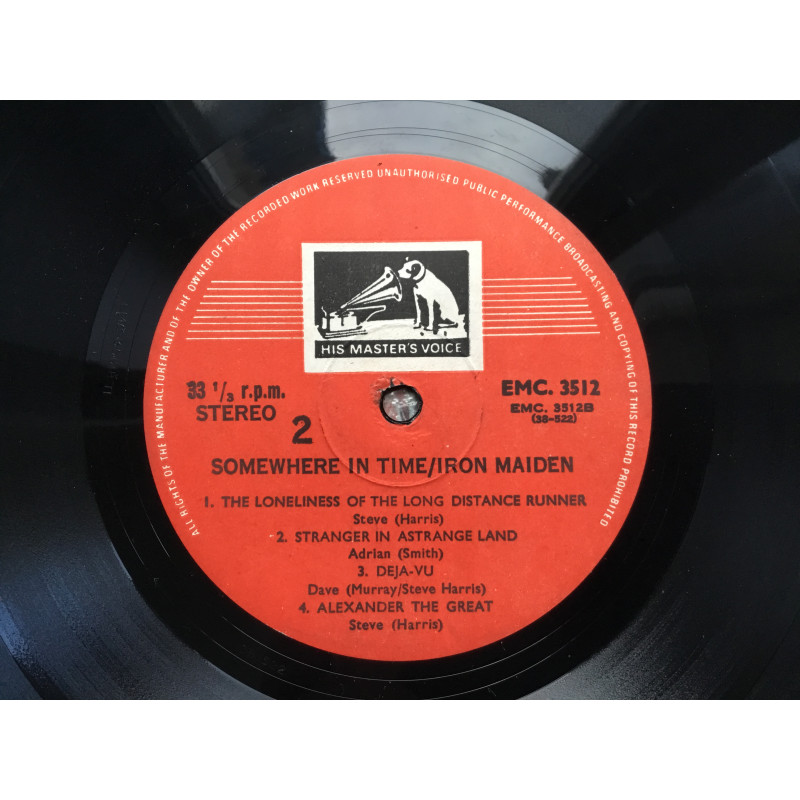 ALL RIGHTS OF THE MANUFACTURER AND OF THE OWNER OF THE RECORDED WORK RESERVED UNAUTHORISED PUBLIC PERFORMANCE BROADCASTING AND COPYING OF THIS RECORD PROHIBITED
HIS MASTER'S VOICE
33 1/3 r.p.m.
STEREO
2
EMC. 3512
EMC. 3512B
(38-522)
SOMEWHERE IN TIME/IRON MAIDEN
1. THE LONELINESS OF THE LONG DISTANCE RUNNER
Steve (Harris)
2. STRANGER IN ASTRANGE LAND
Adrian (Smith)
3. DEJA-VU
Dave (Murray/Steve Harris)
4. ALEXANDER THE GREAT
Steve (Harris)